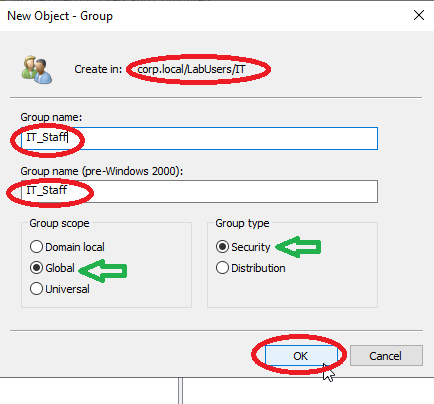 New Object - Group
Create in: corp.local/LabUsers/IT
Group name:
IT_Staff
Group name (pre-Windows 2000):
IT_Staff
Group scope
Domain local
Global
Universal
Group type
Security
Distribution
OK
Cancel